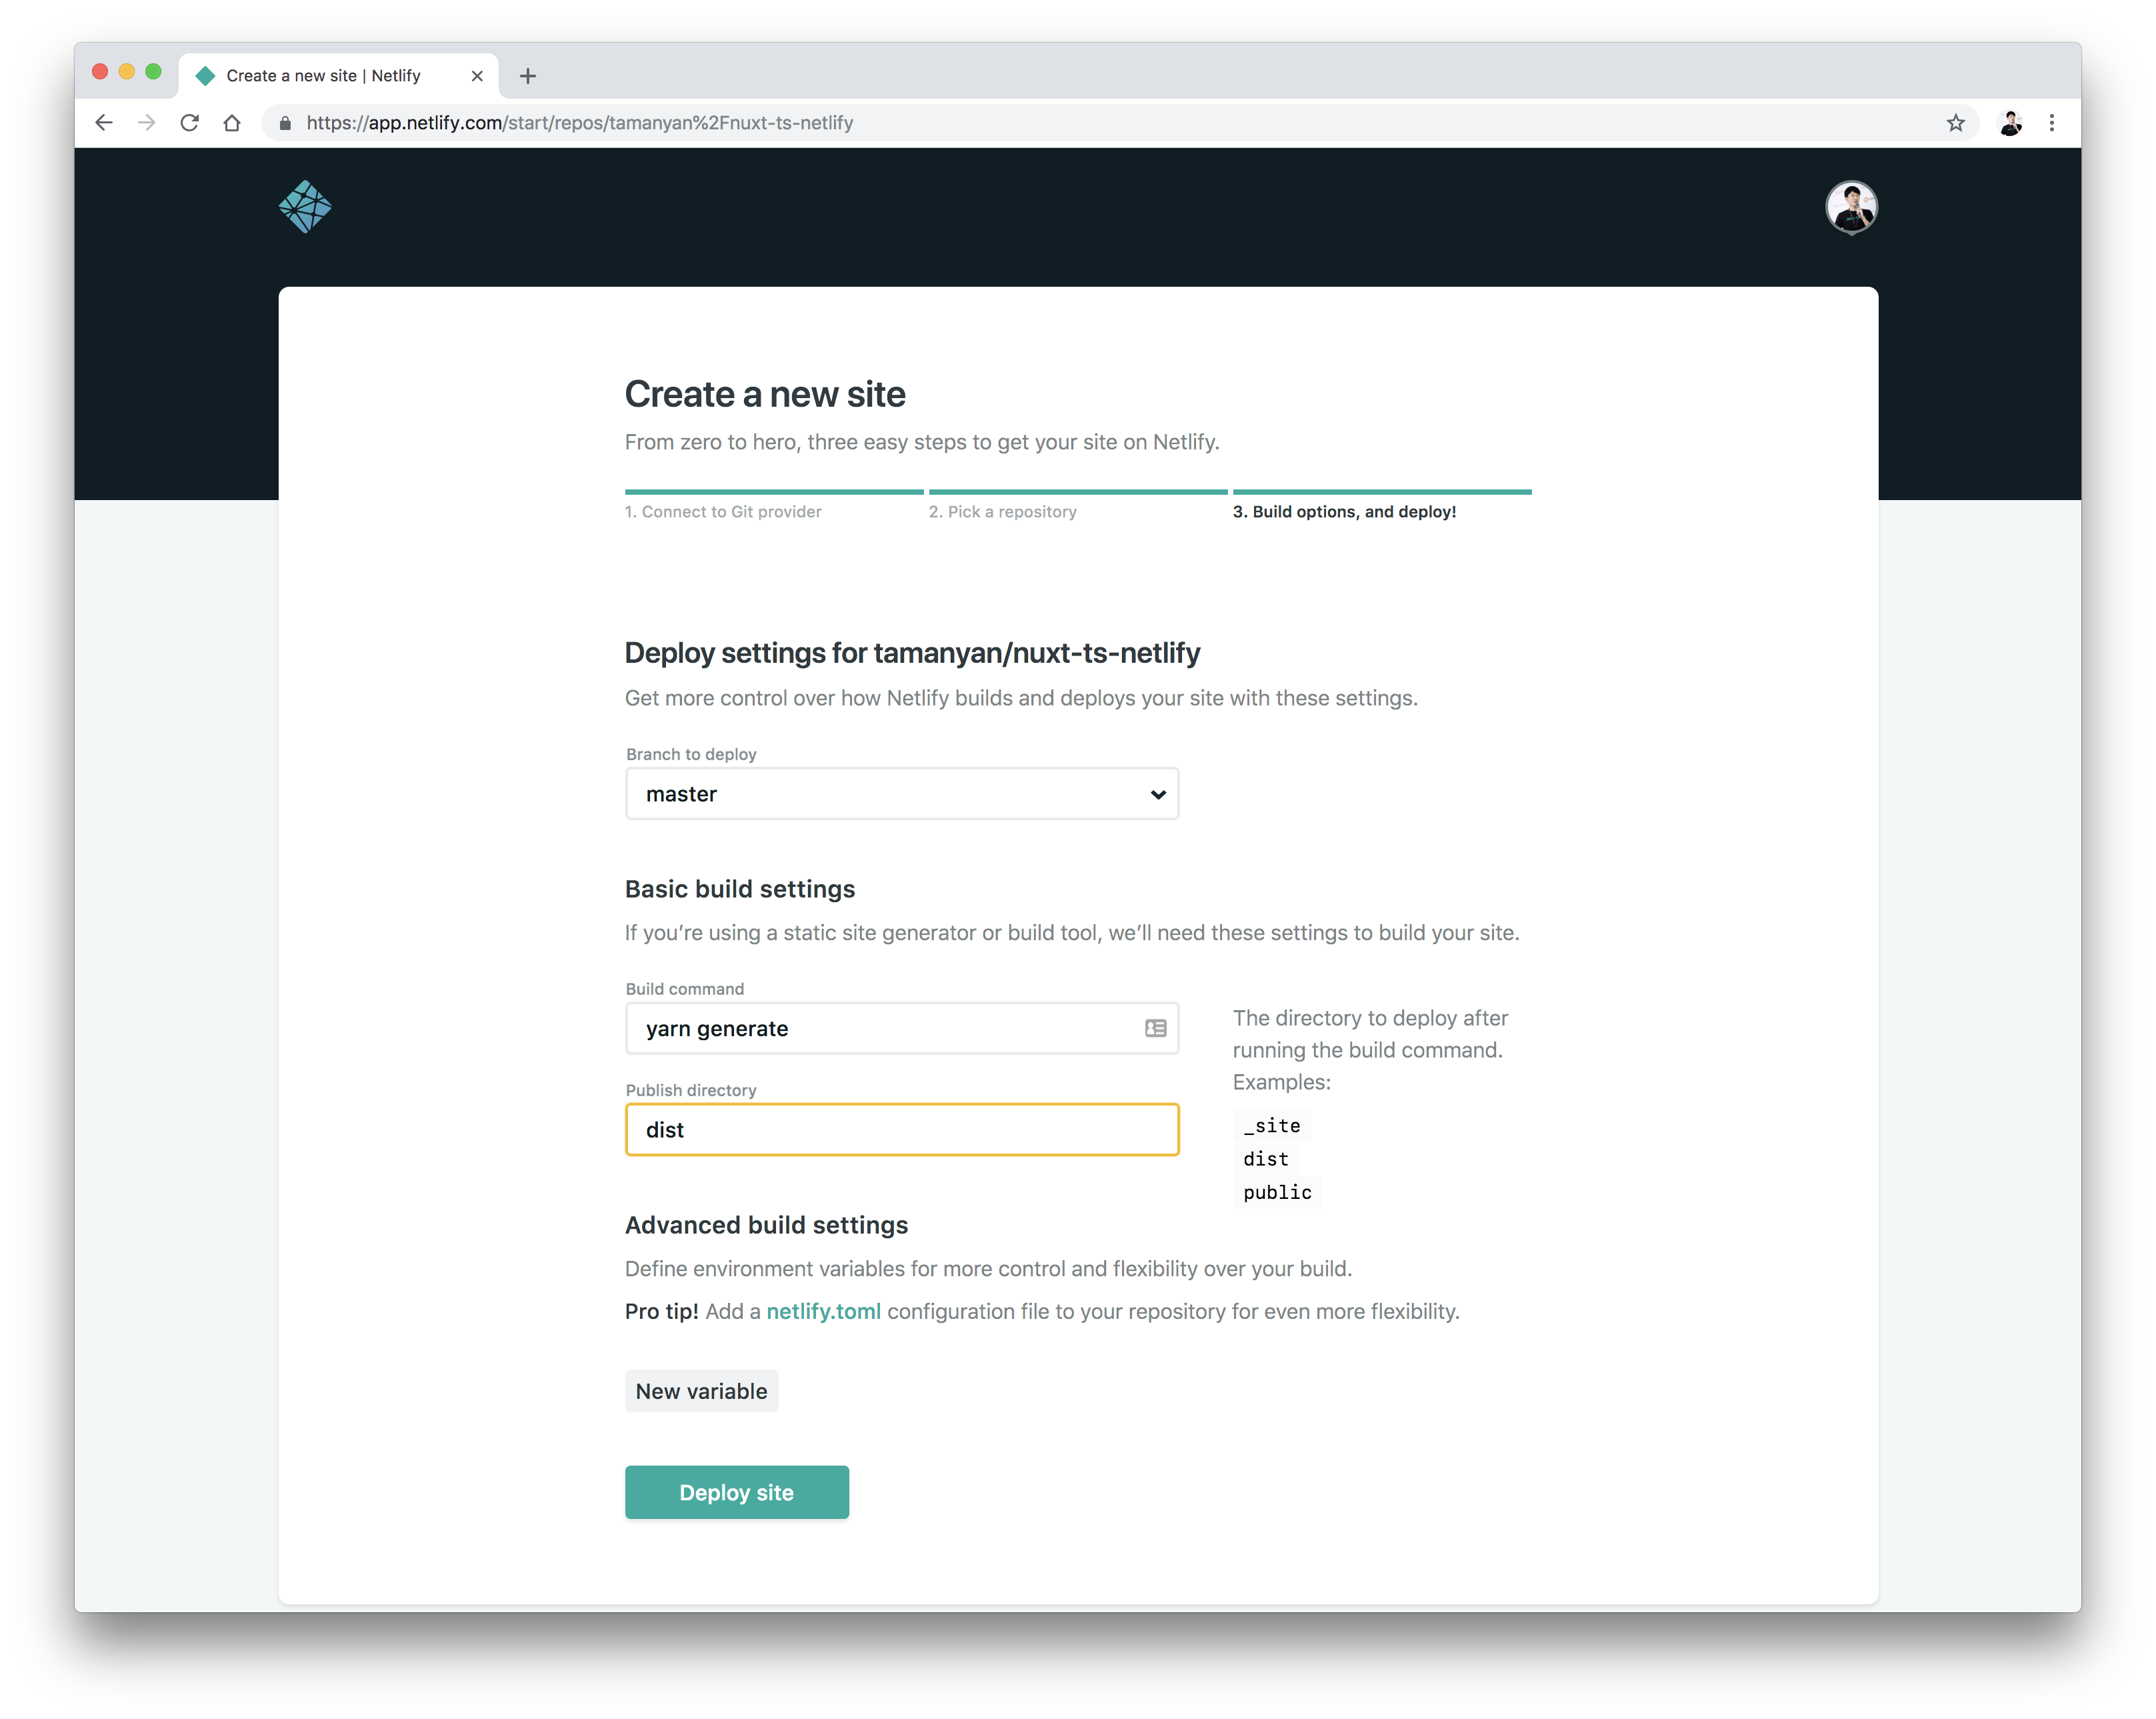 Create a new site | Netlify
https://app.netlify.com/start/repos/tamanyan%2Fnuxt-ts-netlify
Create a new site
From zero to hero, three easy steps to get your site on Netlify.
1. Connect to Git provider
2. Pick a repository
3. Build options, and deploy!
Deploy settings for tamanyan/nuxt-ts-netlify
Get more control over how Netlify builds and deploys your site with these settings.
Branch to deploy
master
Basic build settings
If you’re using a static site generator or build tool, we’ll need these settings to build your site.
Build command
yarn generate
Publish directory
dist
The directory to deploy after
running the build command.
Examples:
_site
dist
public
Advanced build settings
Define environment variables for more control and flexibility over your build.
Pro tip! Add a netlify.toml configuration file to your repository for even more flexibility.
New variable
Deploy site